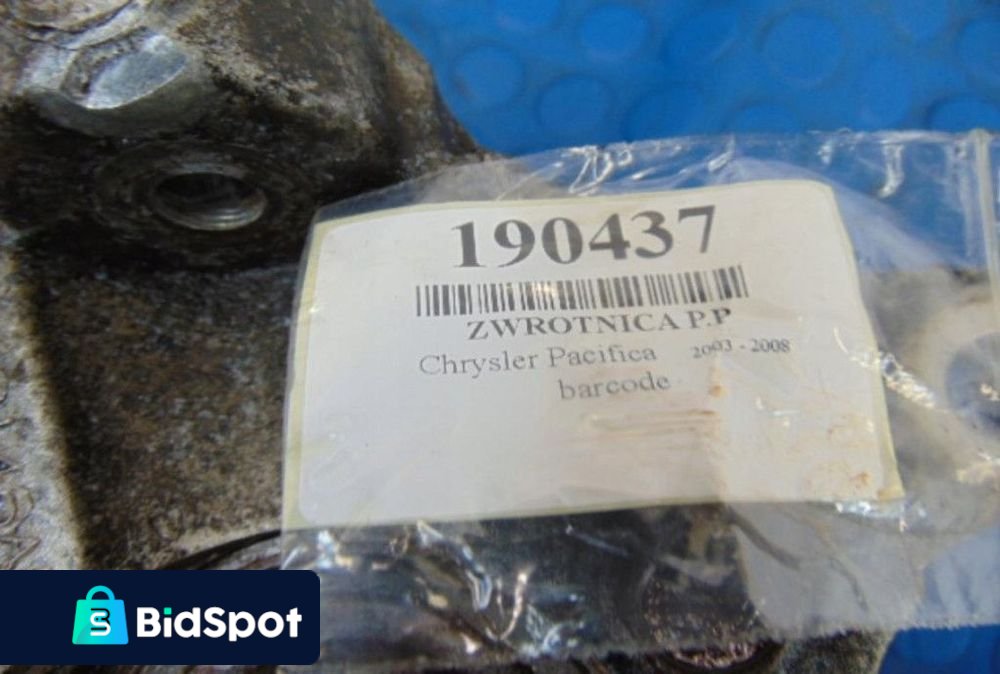 190437
ZWROTNICA P.P
Chrysler Pacifica 2003 - 2008
barcode
BidSpot